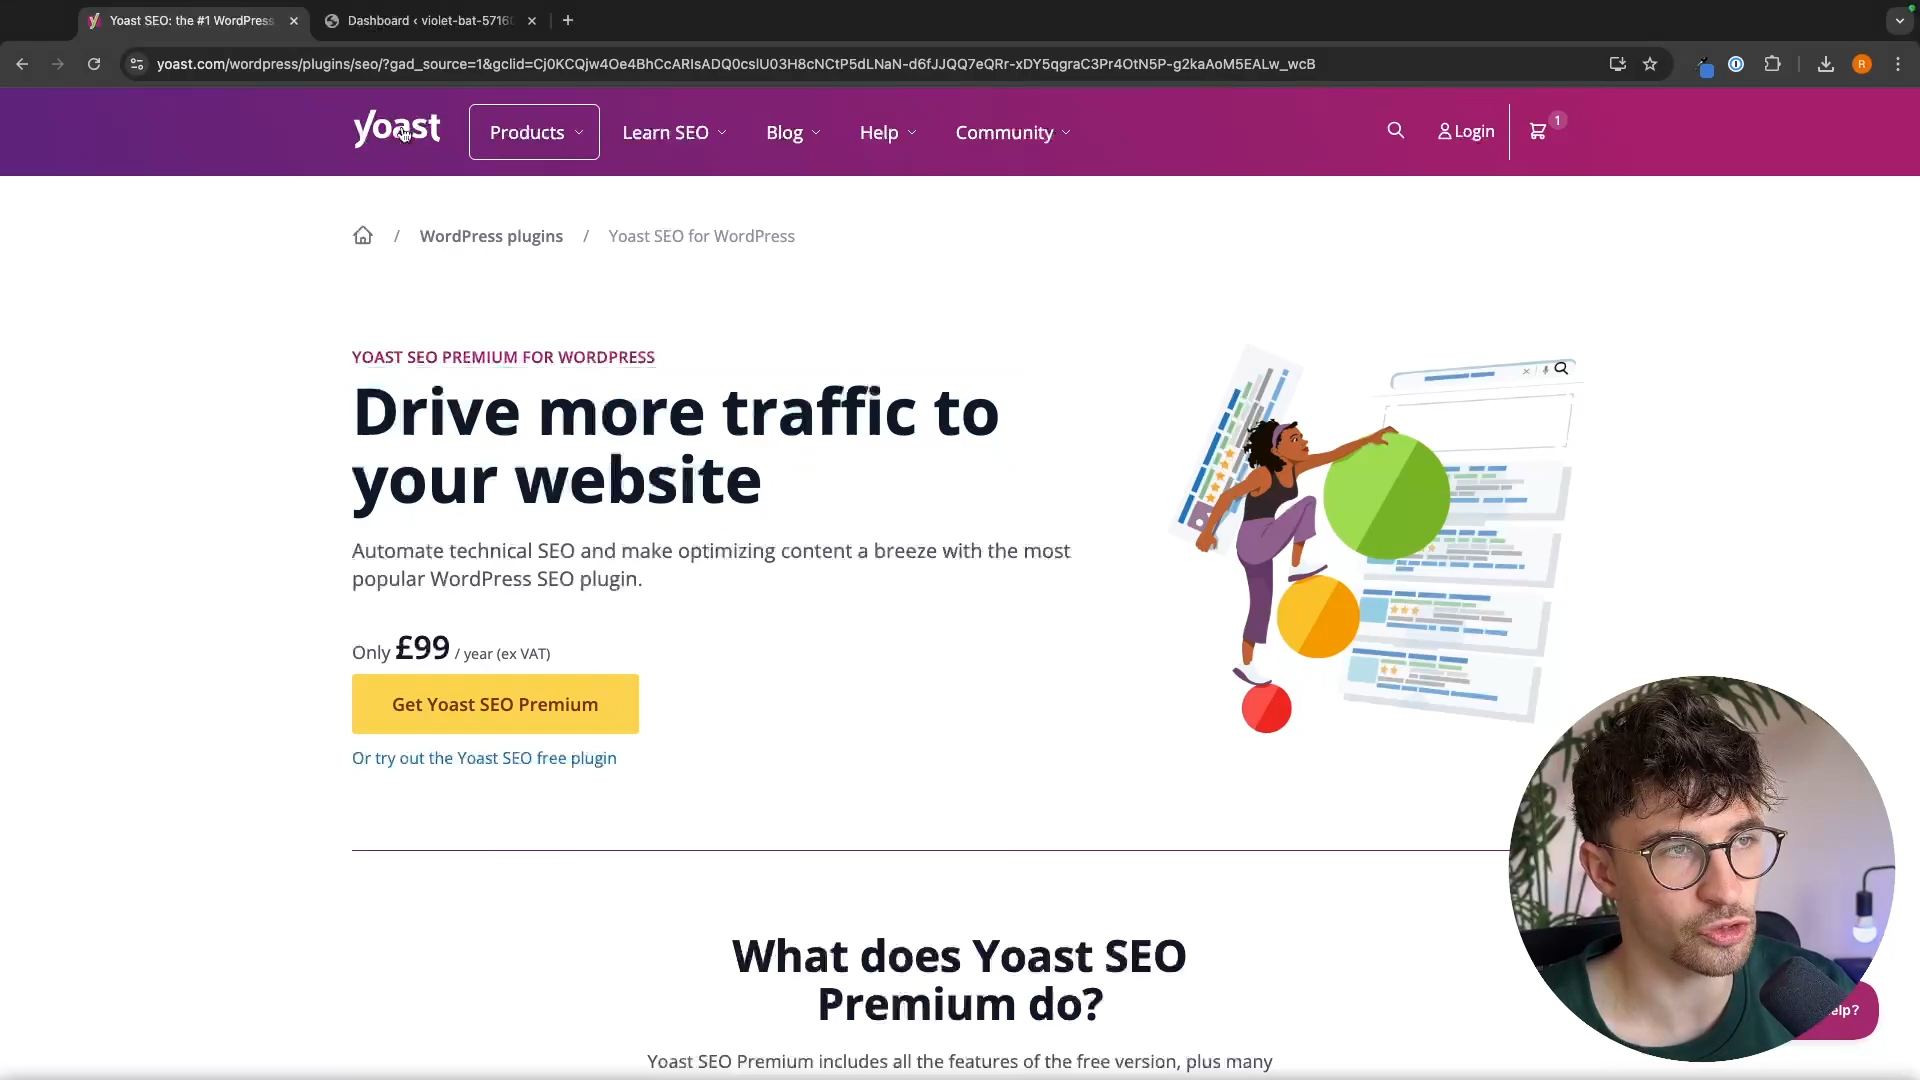 Yoast SEO: the #1 WordPress
Dashboard ‹ violet-bat-5716
yoast.com/wordpress/plugins/seo/?gad_source=1&gclid=Cj0KCQjw4Oe4BhCcARIsADQ0cslU03H8cNCtP5dLNaN-d6fJJQQ7eQRr-xDY5qgraC3Pr4OtN5P-g2kaAoM5EALw_wcB
R
yoast
Products
Learn SEO
Blog
Help
Community
Login
1
/ WordPress plugins / Yoast SEO for WordPress
YOAST SEO PREMIUM FOR WORDPRESS
Drive more traffic to
your website
Automate technical SEO and make optimizing content a breeze with the most
popular WordPress SEO plugin.
Only £99 / year (ex VAT)
Get Yoast SEO Premium
Or try out the Yoast SEO free plugin
What does Yoast SEO
Premium do?
Yoast SEO Premium includes all the features of the free version, plus many
elp?